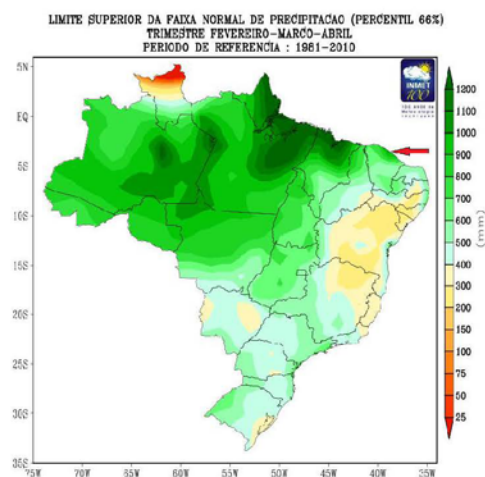 LIMITE SUPERIOR DA FAIXA NORMAL DE PRECIPITACAO (PERCENTIL 66%)
TRIMESTRE FEVEREIRO-MARCO-ABRIL
PERIODO DE REFERENCIA : 1981-2010
INMET
100
5N
EQ
5S
10S
15S
20S
25S
30S
35S
75W
70W
65W
60W
55W
50W
45W
40W
35W
1200
1100
1000
900
800
700
600
500
400
300
200
150
100
75
50
25
(mm)